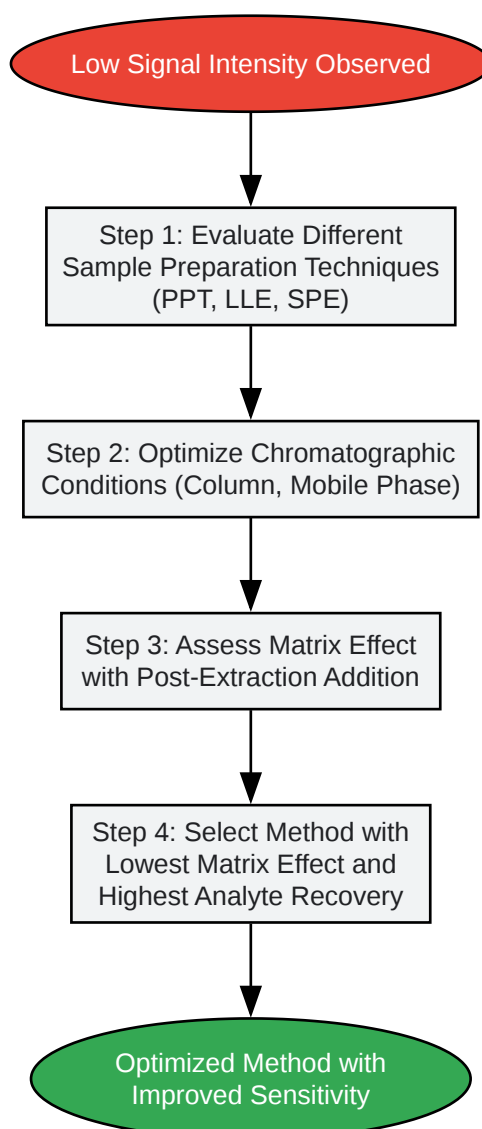 Low Signal Intensity Observed
Step 1: Evaluate Different
Sample Preparation Techniques
(PPT, LLE, SPE)
Step 2: Optimize Chromatographic
Conditions (Column, Mobile Phase)
Step 3: Assess Matrix Effect
with Post-Extraction Addition
Step 4: Select Method with
Lowest Matrix Effect and
Highest Analyte Recovery
Optimized Method with
Improved Sensitivity